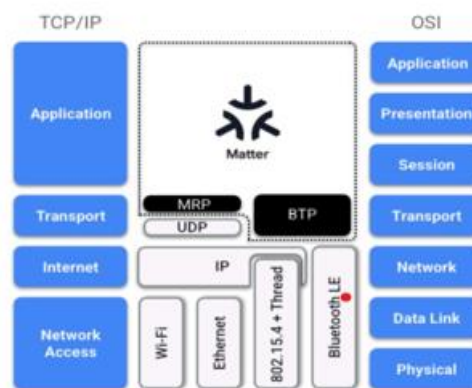 TCP/IP
OSI
Application
Transport
Internet
Network
Access
Matter
MRP
UDP
BTP
IP
Wi-Fi
Ethernet
802.15.4 + Thread
Bluetooth LE
Application
Presentation
Session
Transport
Network
Data Link
Physical